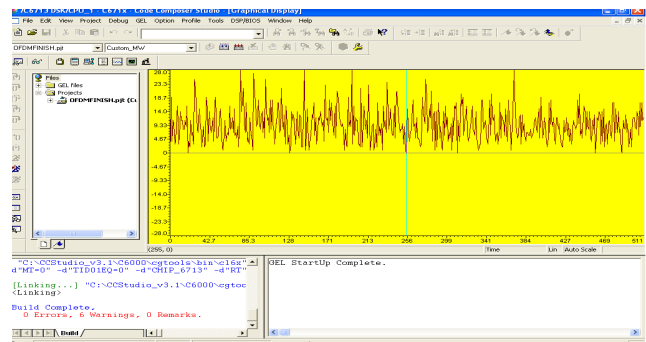 /C6713 DSK/CPU_1 - C671x - Code Composer Studio - [Graphical Display]
File Edit View Project Debug GEL Option Profile Tools DSP/BIOS Window Help
OFDMFINISH.pjt Custom_MW
Files
GEL files
Projects
OFDMFINISH.pjt (Cu
28.0
23.3
18.7
14.0
9.33
4.67
0
-4.67
-9.33
-14.0
-18.7
-23.3
-28.0
0 42.7 85.3 128 171 213 256 299 341 384 427 469 511
(255, 0) Time Lin Auto Scale
"C:\CCStudio_v3.1\C6000\cgtools\bin\cl6x"
d"MT=0" -d"TID01EQ=0" -d"CHIP_6713" -d"RT"
[Linking...] "C:\CCStudio_v3.1\C6000\cgtoo
<Linking>
Build Complete,
0 Errors, 6 Warnings, 0 Remarks.
Build
GEL StartUp Complete.